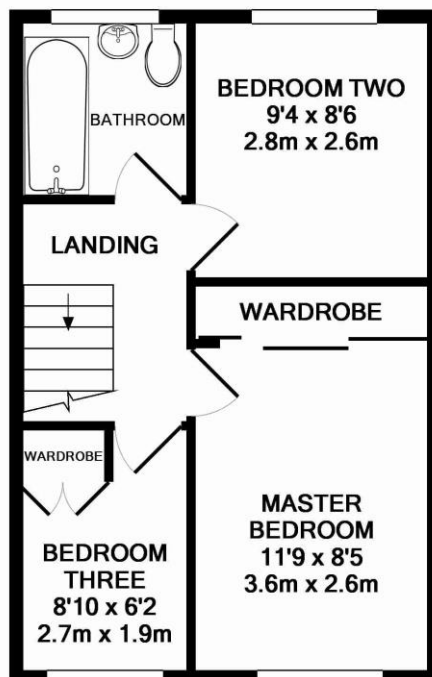 BATHROOM
BEDROOM TWO
9'4 x 8'6
2.8m x 2.6m
LANDING
WARDROBE
WARDROBE
MASTER
BEDROOM
11'9 x 8'5
3.6m x 2.6m
BEDROOM
THREE
8'10 x 6'2
2.7m x 1.9m